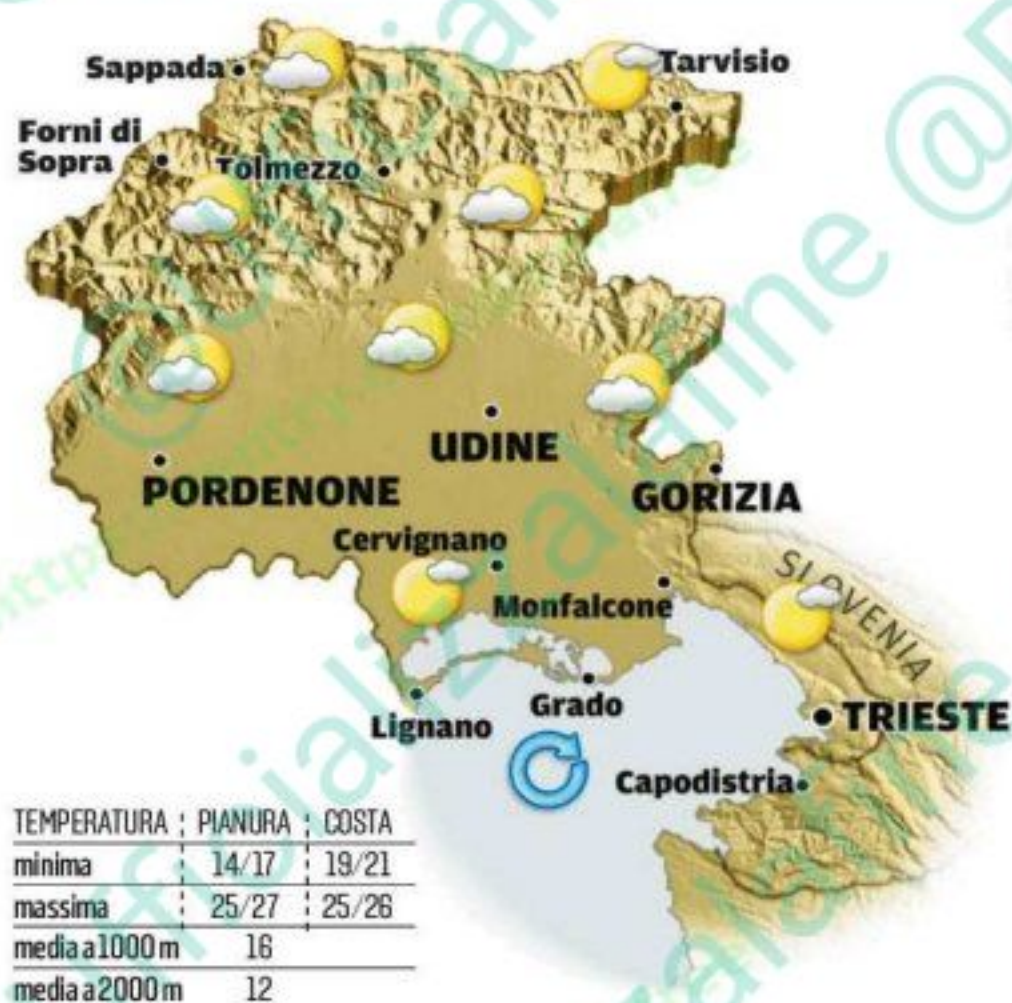 Sappada
Tarvisio
Forni di
Sopra
Tolmezzo
UDINE
PORDENONE
GORIZIA
Cervignano
SLOVENIA
Monfalcone
Grado
Lignano
TRIESTE
Capodistria
TEMPERATURA PIANURA COSTA
minima 14/17 19/21
massima 25/27 25/26
media a 1000 m 16
media a 2000 m 12